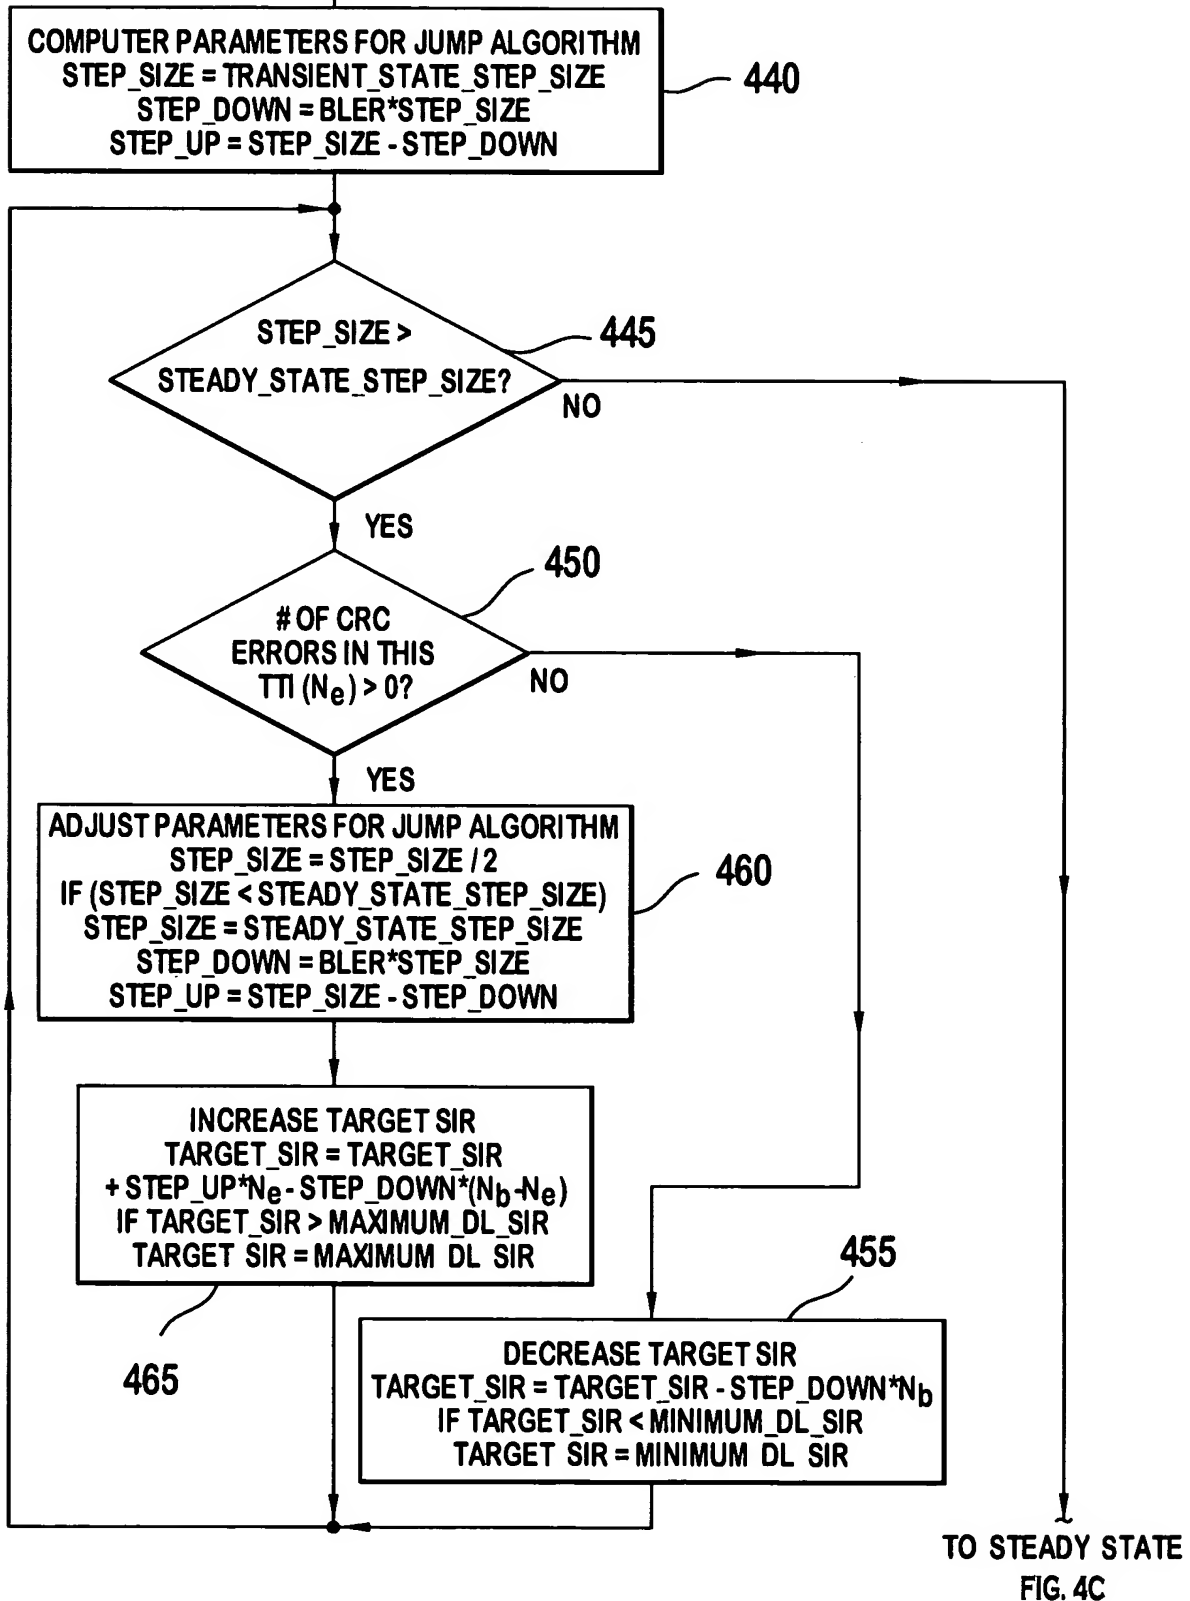 COMPUTER PARAMETERS FOR JUMP ALGORITHM
STEP_SIZE = TRANSIENT_STATE_STEP_SIZE
STEP_DOWN = BLER*STEP_SIZE
STEP_UP = STEP_SIZE - STEP_DOWN
440
STEP_SIZE >
STEADY_STATE_STEP_SIZE?
445
NO
YES
# OF CRC
ERRORS IN THIS
TTI (Ne) > 0?
450
NO
YES
ADJUST PARAMETERS FOR JUMP ALGORITHM
STEP_SIZE = STEP_SIZE / 2
IF (STEP_SIZE < STEADY_STATE_STEP_SIZE)
STEP_SIZE = STEADY_STATE_STEP_SIZE
STEP_DOWN = BLER*STEP_SIZE
STEP_UP = STEP_SIZE - STEP_DOWN
460
INCREASE TARGET SIR
TARGET_SIR = TARGET_SIR
+ STEP_UP*Ne - STEP_DOWN*(Nb-Ne)
IF TARGET_SIR > MAXIMUM_DL_SIR
TARGET SIR = MAXIMUM DL SIR
465
455
DECREASE TARGET SIR
TARGET_SIR = TARGET_SIR - STEP_DOWN*Nb
IF TARGET_SIR < MINIMUM_DL_SIR
TARGET SIR = MINIMUM DL SIR
TO STEADY STATE
FIG. 4C